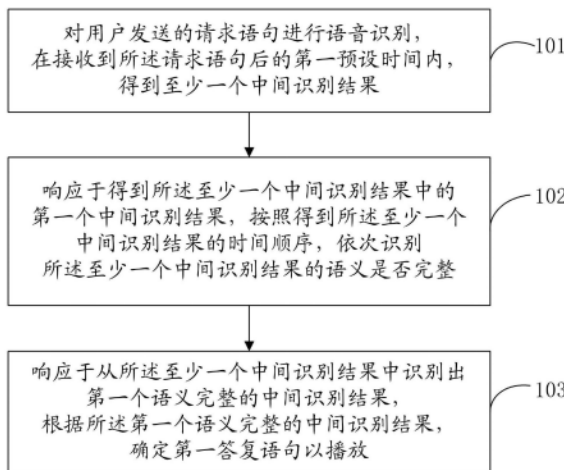 对用户发送的请求语句进行语音识别，
在接收到所述请求语句后的第一预设时间内，
得到至少一个中间识别结果
101
响应于得到所述至少一个中间识别结果中的
第一个中间识别结果，按照得到所述至少一个
中间识别结果的时间顺序，依次识别
所述至少一个中间识别结果的语义是否完整
102
响应于从所述至少一个中间识别结果中识别出
第一个语义完整的中间识别结果，
根据所述第一个语义完整的中间识别结果，
确定第一答复语句以播放
103